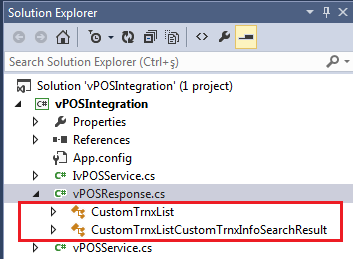 Solution Explorer
Search Solution Explorer (Ctrl+ş)
Solution 'vPOSIntegration' (1 project)
C# vPOSIntegration
Properties
References
App.config
C# IvPOSService.cs
C# vPOSResponse.cs
CustomTrnxList
CustomTrnxListCustomTrnxInfoSearchResult
C# vPOSService.cs